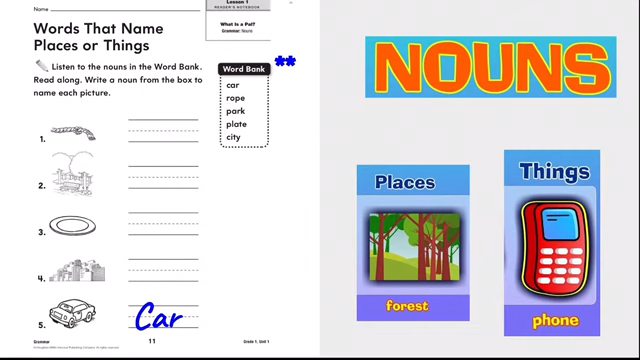 Name
Lesson 1
READER'S NOTEBOOK
What Is a Pal?
Grammar: Nouns
Words That Name
Places or Things
Listen to the nouns in the Word Bank.
Read along. Write a noun from the box to
name each picture.
Word Bank
**
car
rope
park
plate
city
1.
2.
3.
4.
5.
Car
Grammar
11
Grade 1, Unit 1
NOUNS
Places
forest
Things
phone